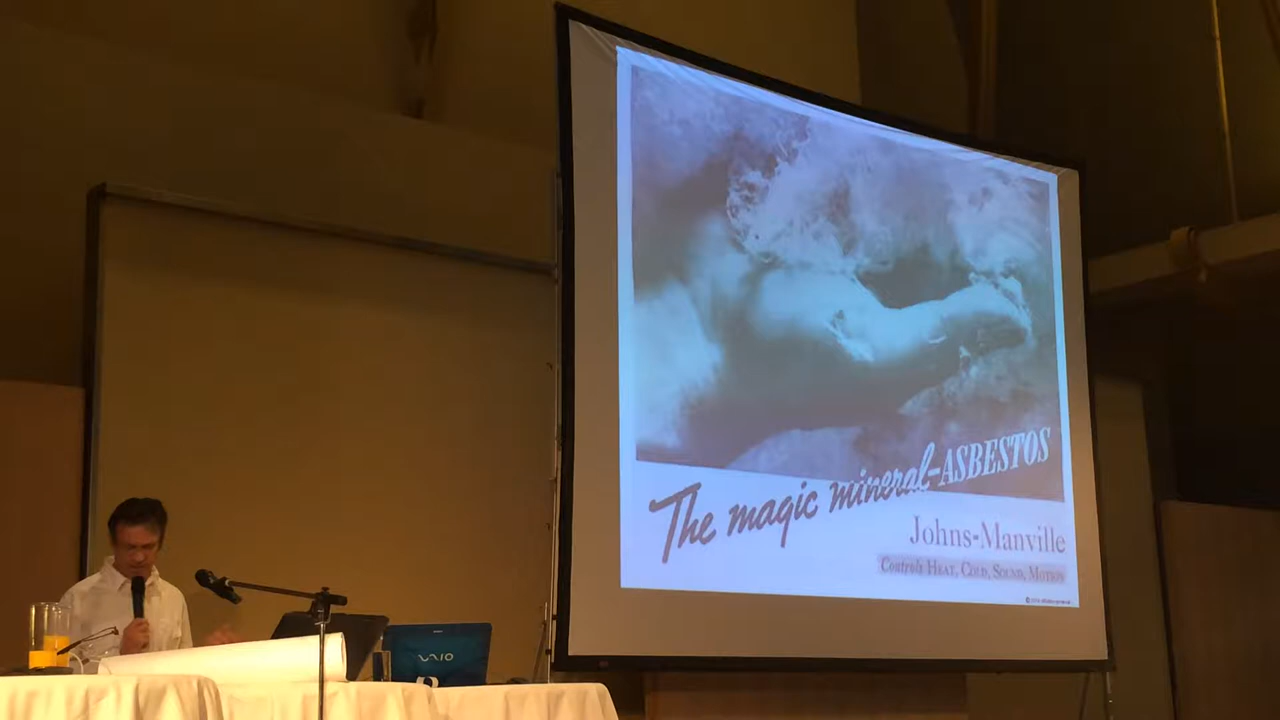 The magic mineral-ASBESTOS
Johns-Manville
Controls HEAT, COLD, SOUND, MOTION
VAIO